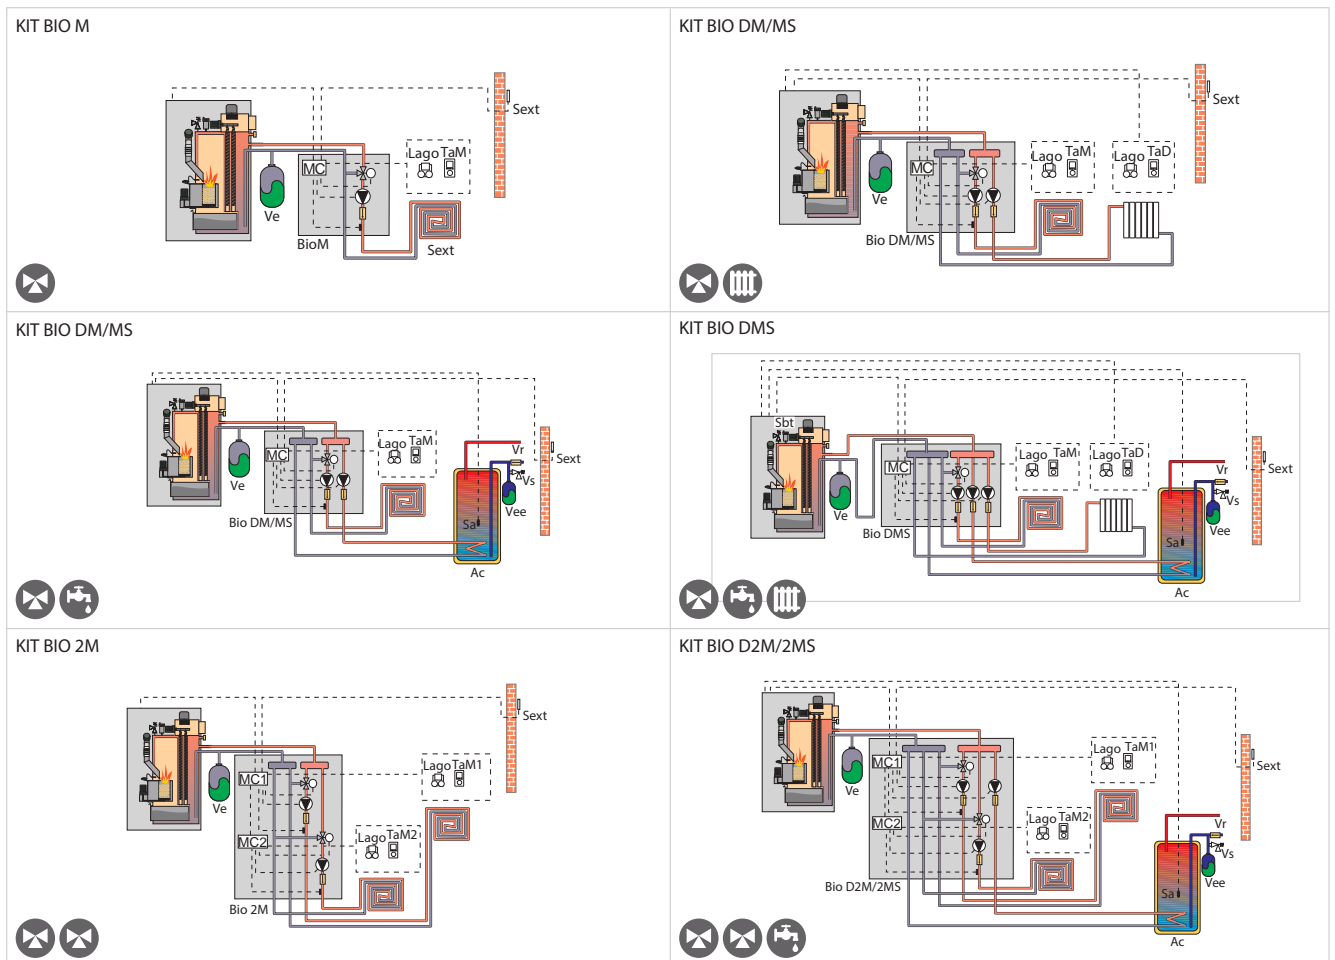 KIT BIO M
Sext
Lago TaM
MC
Ve
BioM
Sext
KIT BIO DM/MS
Sext
Lago TaM
Lago TaD
MC
Ve
Bio DM/MS
KIT BIO DM/MS
Lago TaM
MC
Vr
Sext
Ve
Vs
Vee
Bio DM/MS
Sa
Ac
KIT BIO DMS
Sbt
Lago TaM
LagoTaD
MC
Vr
Sext
Vs
Ve
Vee
Bio DMS
Sa
Ac
KIT BIO 2M
Sext
Lago TaM1
MC1
Ve
MC2
Lago TaM2
Bio 2M
KIT BIO D2M/2MS
Lago TaM1
MC1
Sext
Ve
Lago TaM2
MC2
Vr
Vs
Vee
Bio D2M/2MS
Sa
Ac